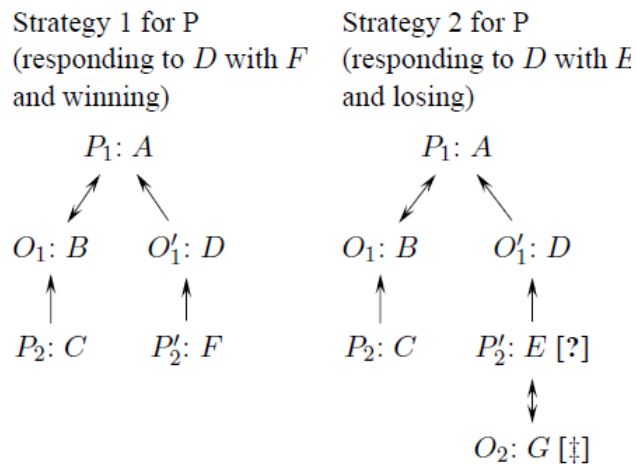 Strategy 1 for P
(responding to D with F
and winning)
P₁: A
O₁: B
O′₁: D
P₂: C
P′₂: F
Strategy 2 for P
(responding to D with E
and losing)
P₁: A
O₁: B
O′₁: D
P₂: C
P′₂: E [?]
O₂: G [‡]